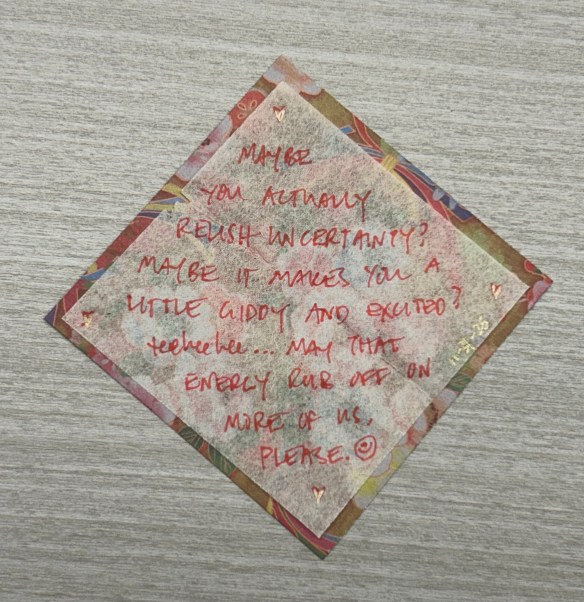 MAYBE
YOU ACTUALLY
RELISH UNCERTAINTY?
MAYBE IT MAKES YOU A
LITTLE GIDDY AND EXCITED?
teeheehee... MAY THAT
ENERGY RUB OFF ON
MORE OF US,
PLEASE.